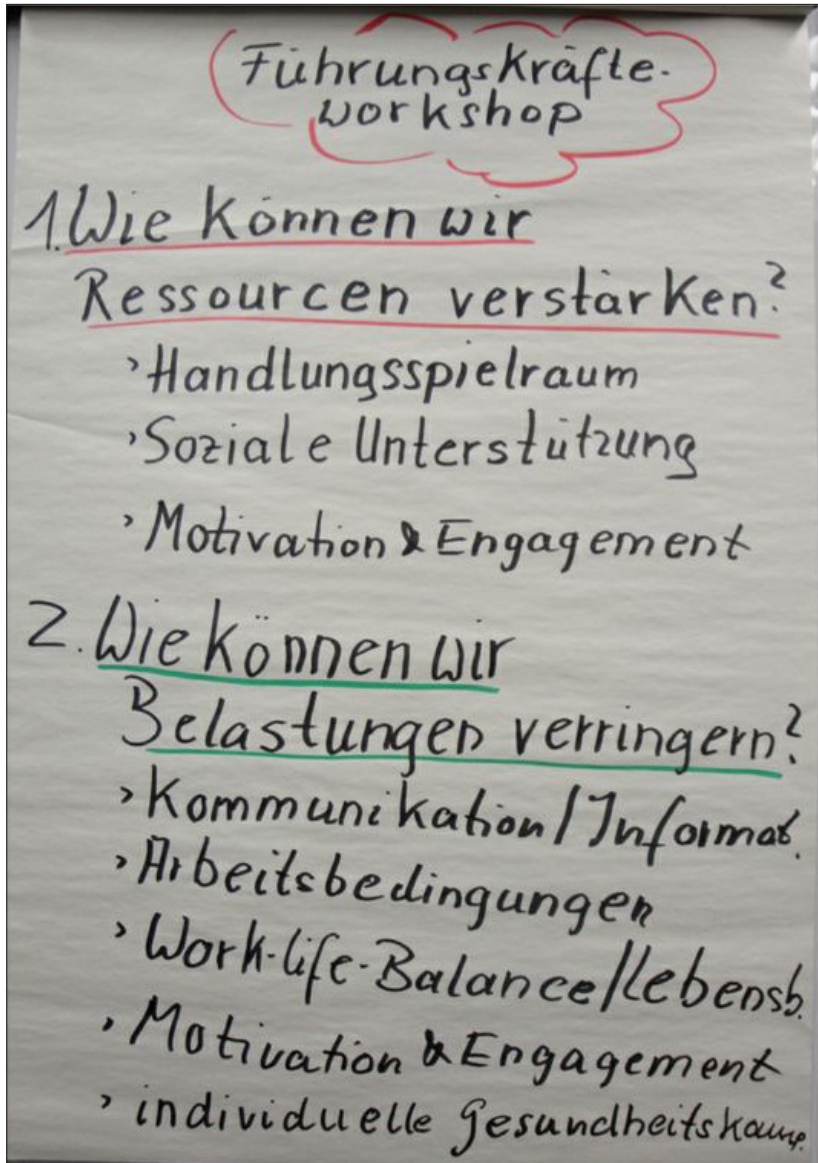 Führungskräfte-
workshop
1. Wie können wir
Ressourcen verstärken?
› Handlungsspielraum
› Soziale Unterstützung
› Motivation & Engagement
2. Wie können wir
Belastungen verringern?
› Kommunikation/Informat.
› Arbeitsbedingungen
› Work-life-Balance/Lebensb.
› Motivation & Engagement
› individuelle Gesundheitskomp.